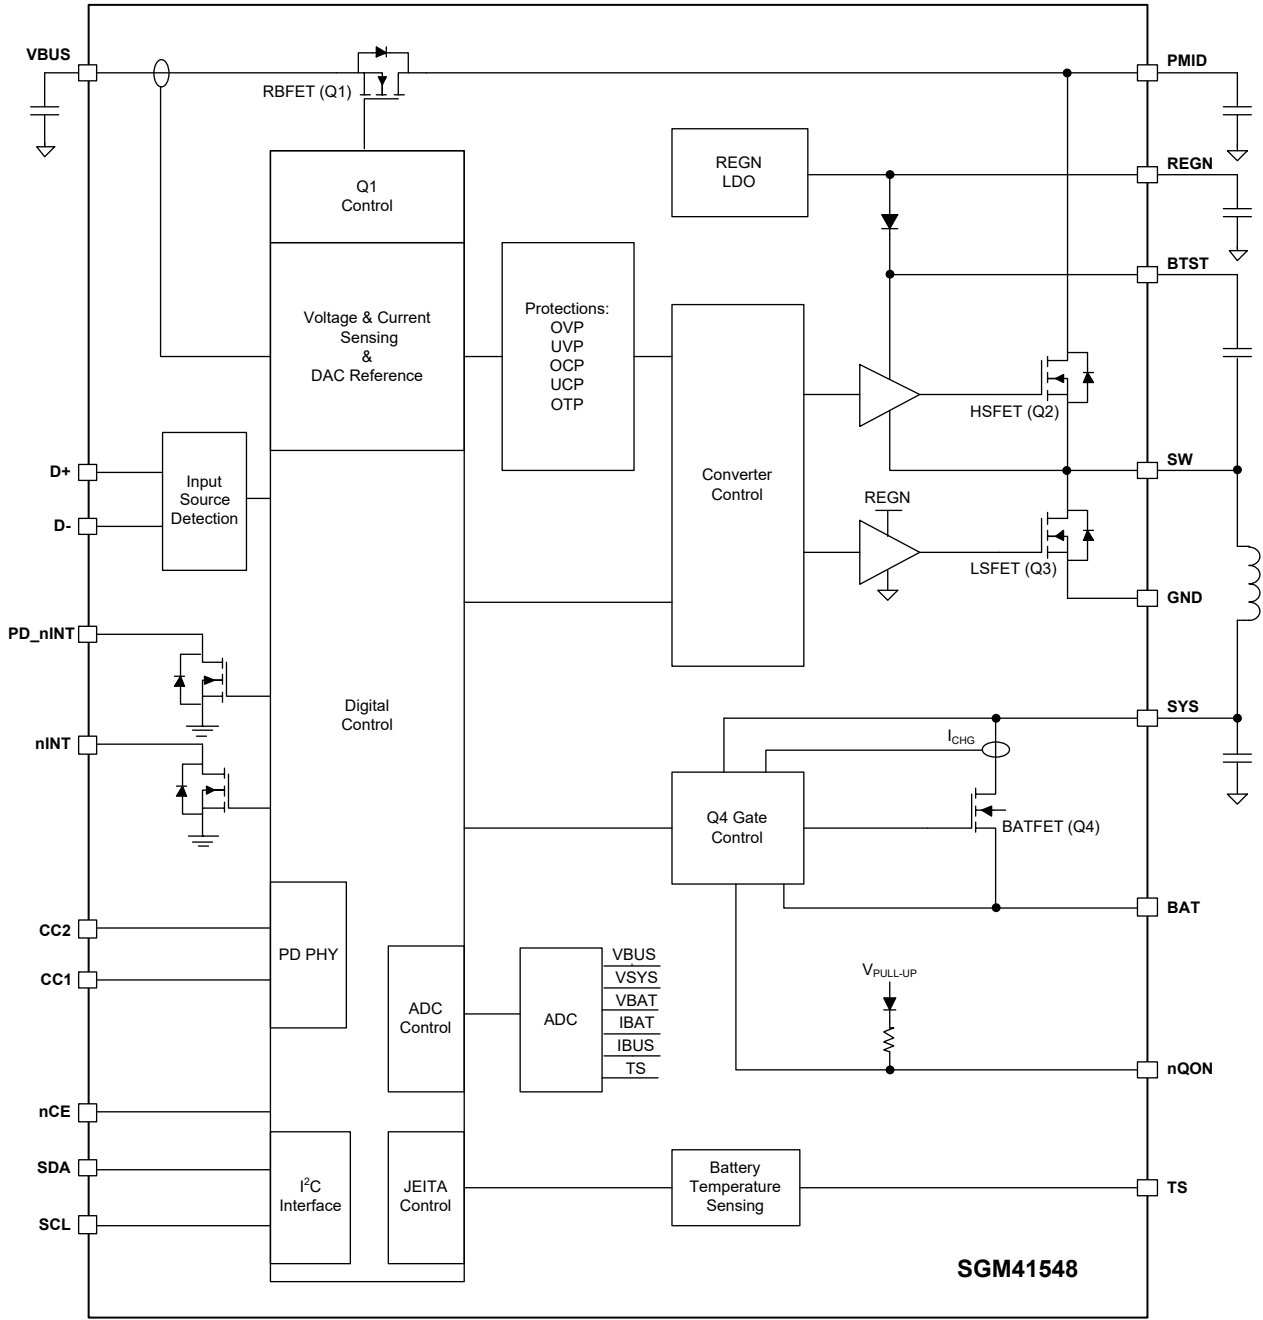 VBUS
PMID
RBFET (Q1)
REGN
LDO
REGN
Q1
Control
BTST
Voltage & Current
Sensing
&
DAC Reference
Protections:
OVP
UVP
OCP
UCP
OTP
HSFET (Q2)
D+
D-
Input
Source
Detection
Converter
Control
SW
REGN
LSFET (Q3)
GND
PD_nINT
Digital
Control
SYS
nINT
ICHG
Q4 Gate
Control
BATFET (Q4)
BAT
CC2
CC1
PD PHY
ADC
Control
ADC
VBUS
VSYS
VBAT
IBAT
IBUS
TS
VPULL-UP
nQON
nCE
SDA
SCL
I2C
Interface
JEITA
Control
Battery
Temperature
Sensing
TS
SGM41548